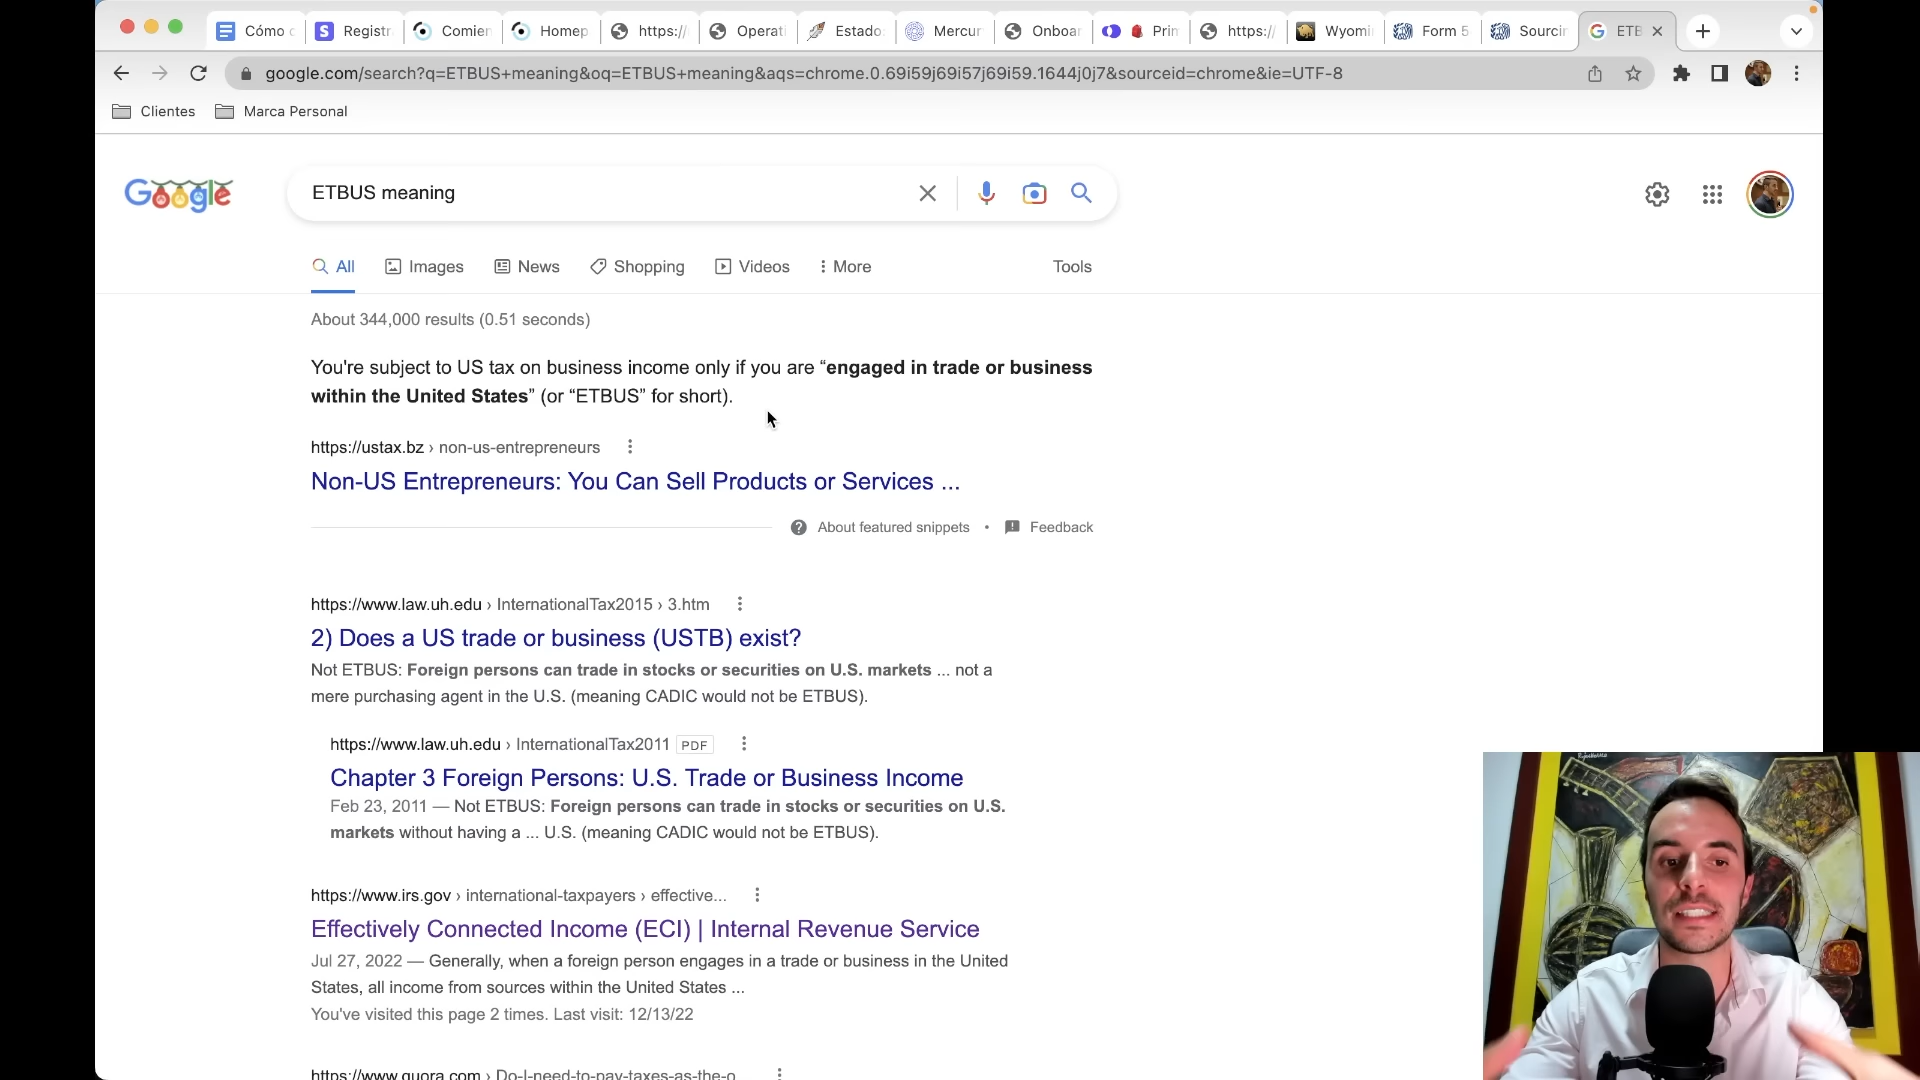 Cómo
Registr
Comien
Homep
https://
Operat
Estado
Mercur
Onboar
Prin
https://
Wyomi
Form 5
Sourcin
ETB
google.com/search?q=ETBUS+meaning&oq=ETBUS+meaning&aqs=chrome.0.69i59j69i57j69i59.1644j0j7&sourceid=chrome&ie=UTF-8
Clientes
Marca Personal
Google
ETBUS meaning
All
Images
News
Shopping
Videos
More
Tools
About 344,000 results (0.51 seconds)
You're subject to US tax on business income only if you are “engaged in trade or business
within the United States” (or “ETBUS” for short).
https://ustax.bz › non-us-entrepreneurs
Non-US Entrepreneurs: You Can Sell Products or Services ...
About featured snippets • Feedback
https://www.law.uh.edu › InternationalTax2015 › 3.htm
2) Does a US trade or business (USTB) exist?
Not ETBUS: Foreign persons can trade in stocks or securities on U.S. markets ... not a
mere purchasing agent in the U.S. (meaning CADIC would not be ETBUS).
https://www.law.uh.edu › InternationalTax2011 PDF
Chapter 3 Foreign Persons: U.S. Trade or Business Income
Feb 23, 2011 — Not ETBUS: Foreign persons can trade in stocks or securities on U.S.
markets without having a ... U.S. (meaning CADIC would not be ETBUS).
https://www.irs.gov › international-taxpayers › effective...
Effectively Connected Income (ECI) | Internal Revenue Service
Jul 27, 2022 — Generally, when a foreign person engages in a trade or business in the United
States, all income from sources within the United States ...
You've visited this page 2 times. Last visit: 12/13/22
https://www.quora.com › Do-I-need-to-pay-taxes-as-the-o...